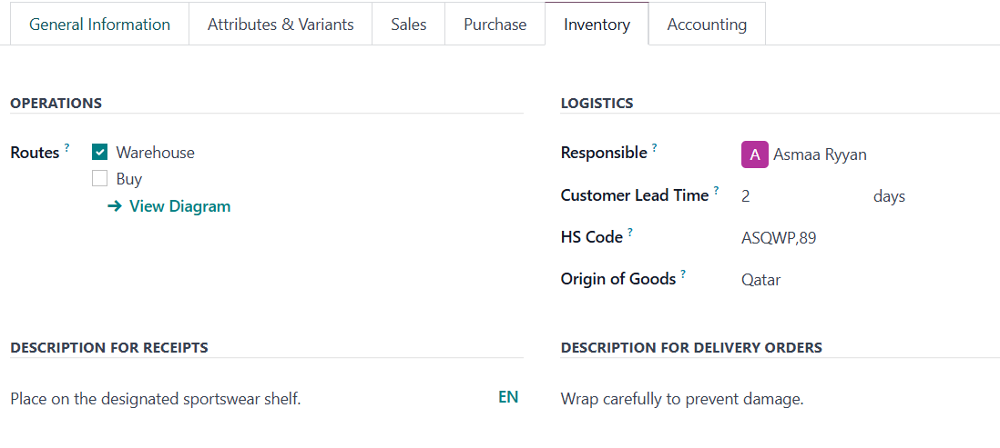 General Information Attributes & Variants Sales Purchase Inventory Accounting
OPERATIONS
Routes ? Warehouse
Buy
→ View Diagram
LOGISTICS
Responsible ? A Asmaa Ryyan
Customer Lead Time ? 2 days
HS Code ? ASQWP,89
Origin of Goods ? Qatar
DESCRIPTION FOR RECEIPTS
Place on the designated sportswear shelf. EN
DESCRIPTION FOR DELIVERY ORDERS
Wrap carefully to prevent damage.